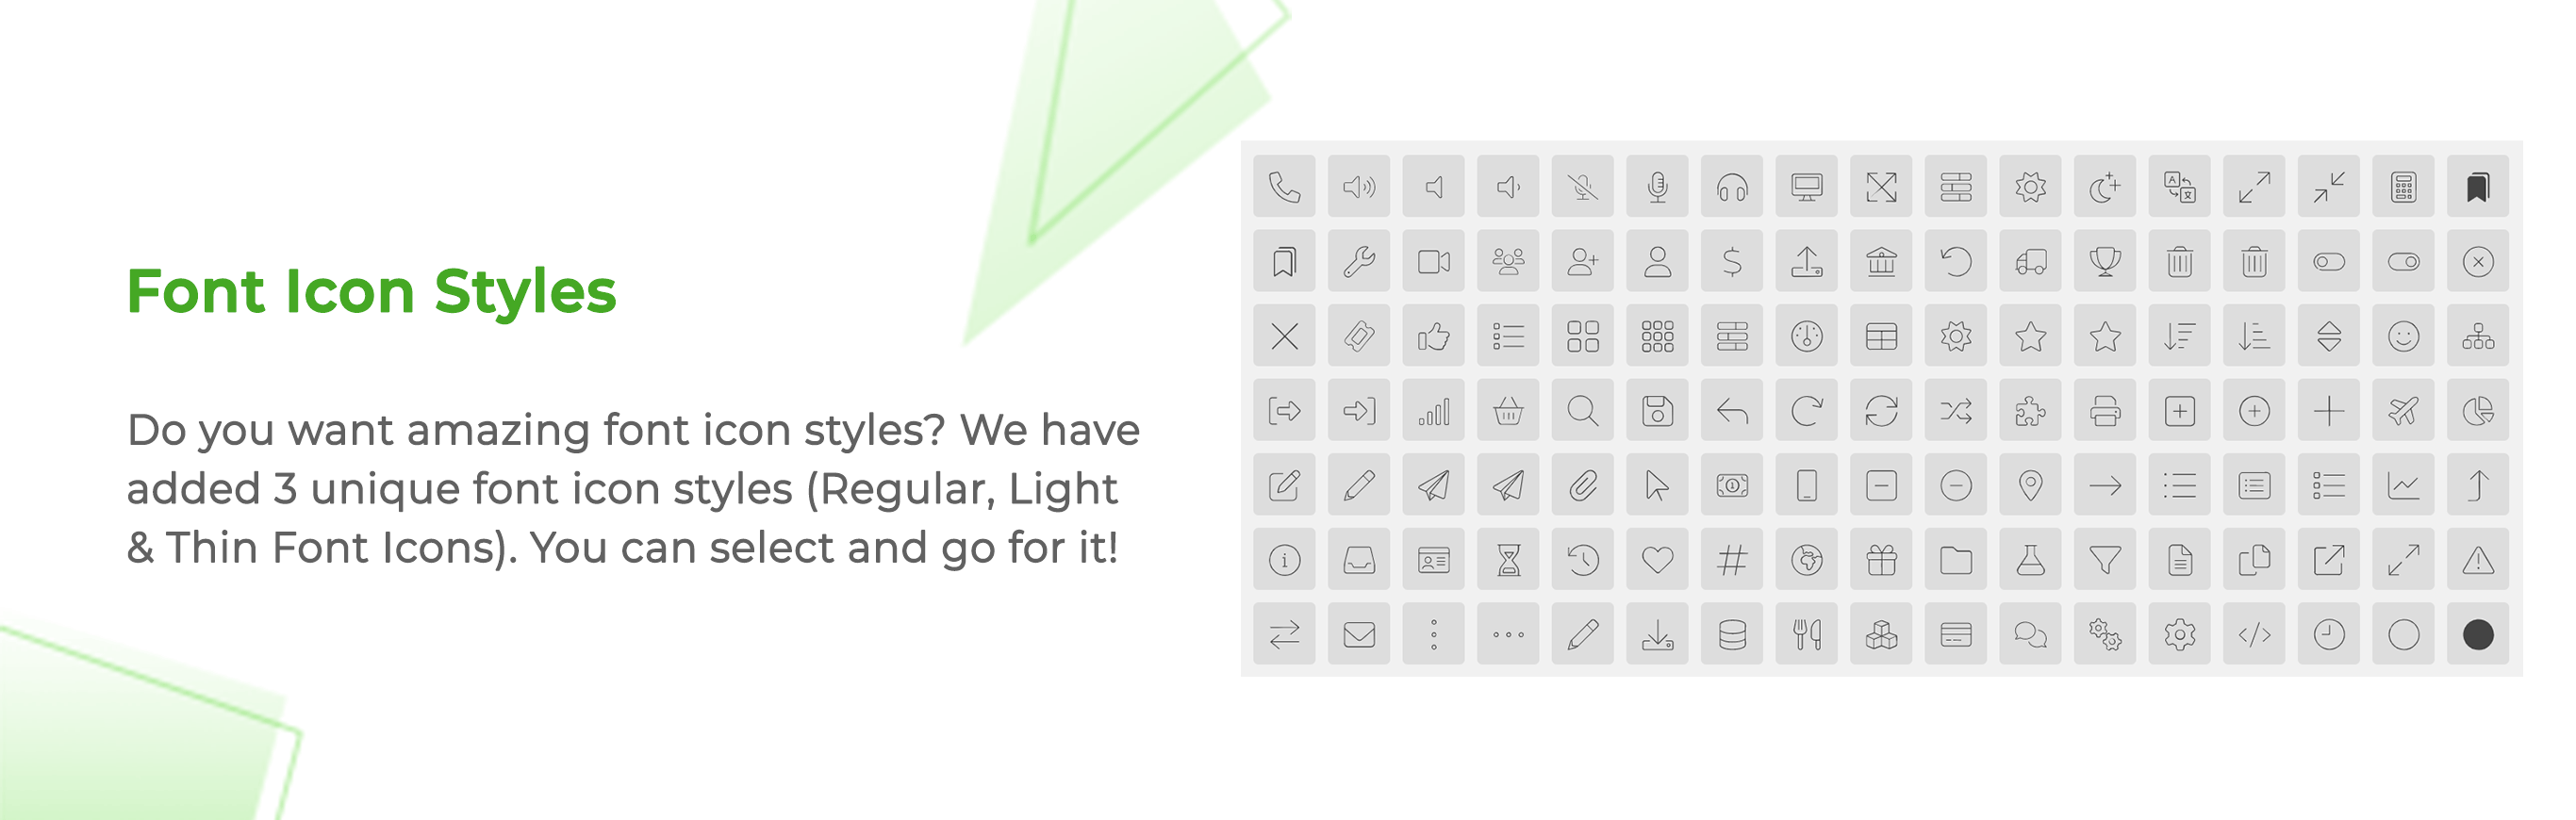 Font Icon Styles
Do you want amazing font icon styles? We have
added 3 unique font icon styles (Regular, Light
& Thin Font Icons). You can select and go for it!